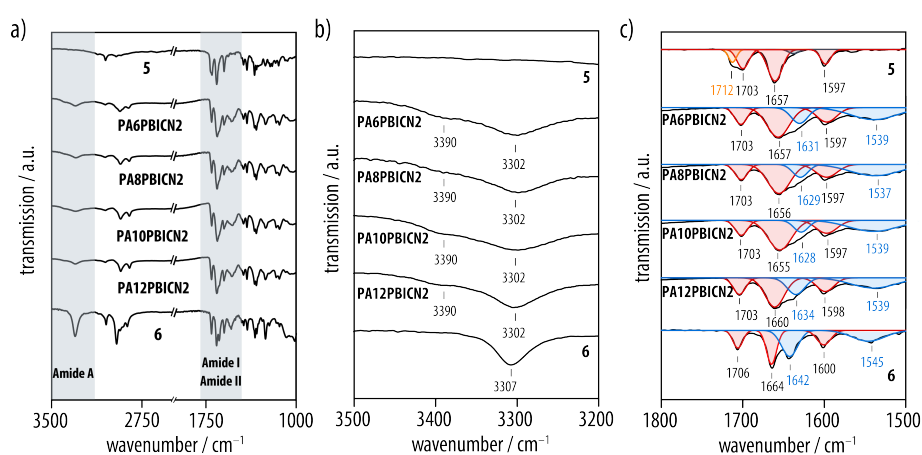 a)
transmission / a.u.
5
PA6PBICN2
PA8PBICN2
PA10PBICN2
PA12PBICN2
6
Amide A
Amide I
Amide II
3500 2750 1750 1000
wavenumber / cm⁻¹
b)
transmission / a.u.
5
PA6PBICN2
3390 3302
PA8PBICN2
3390 3302
PA10PBICN2
3390 3302
PA12PBICN2
3390 3302
6
3307
3500 3400 3300 3200
wavenumber / cm⁻¹
c)
transmission / a.u.
5
1712 1703 1657 1597
PA6PBICN2
1703 1657 1631 1597 1539
PA8PBICN2
1703 1656 1629 1597 1537
PA10PBICN2
1703 1655 1628 1597 1539
PA12PBICN2
1703 1660 1634 1598 1539
1706 1664 1642 1600 1545
6
1800 1700 1600 1500
wavenumber / cm⁻¹